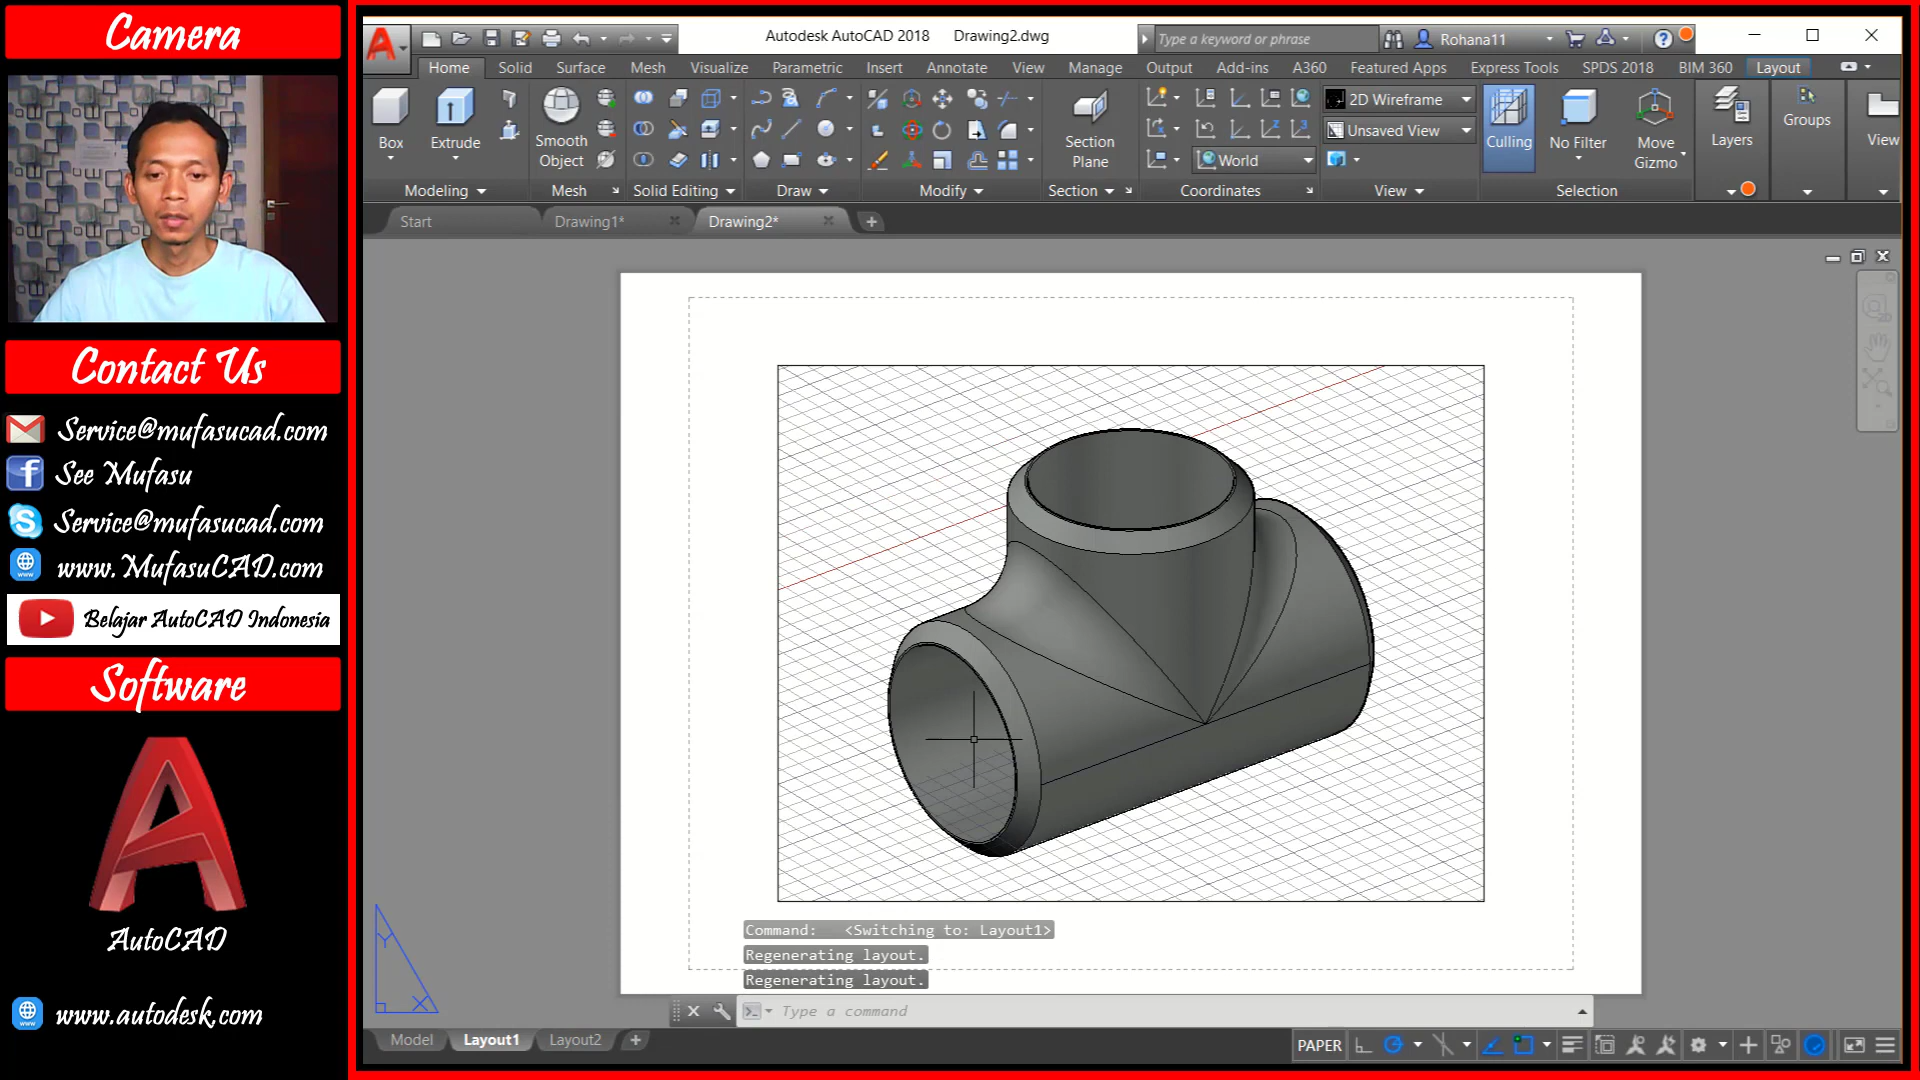 Camera
Contact Us
Service@mufasucad.com
See Mufasu
Service@mufasucad.com
www.MufasuCAD.com
Belajar AutoCAD Indonesia
Software
AutoCAD
www.autodesk.com
Autodesk AutoCAD 2018 Drawing2.dwg
Type a keyword or phrase
Rohana11
Home Solid Surface Mesh Visualize Parametric Insert Annotate View Manage Output Add-ins A360 Featured Apps Express Tools SPDS 2018 BIM 360 Layout
Box
Extrude
Smooth
Object
Section
Plane
World
2D Wireframe
Unsaved View
Culling
No Filter
Move
Gizmo
Layers
Groups
View
Modeling Mesh Solid Editing Draw Modify Section Coordinates View Selection
Start Drawing1* Drawing2*
Command: <Switching to: Layout1>
Regenerating layout.
Regenerating layout.
Type a command
Y
X
Model Layout1 Layout2
PAPER